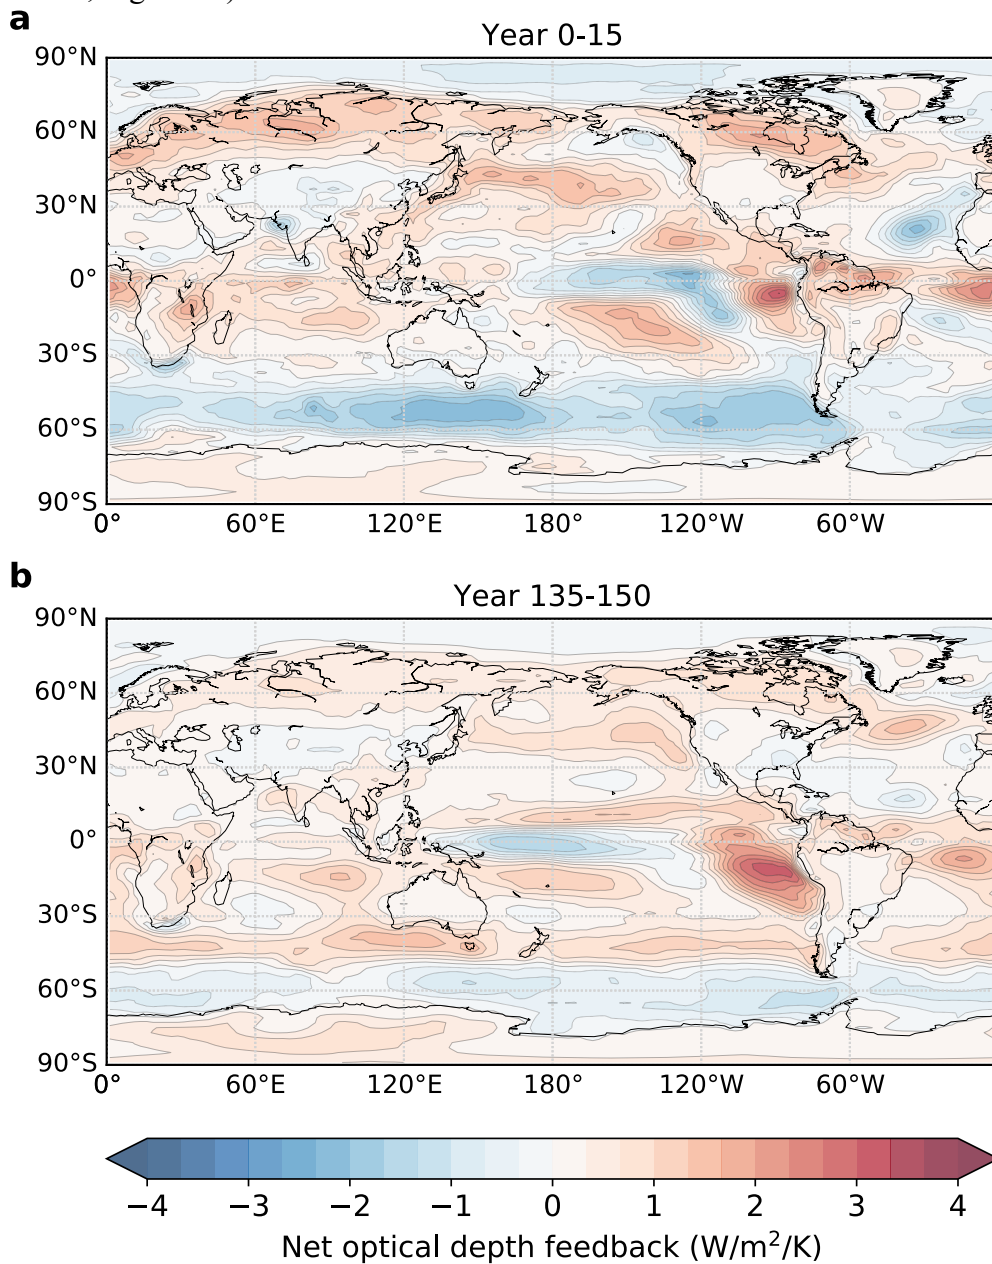 a
Year 0-15
90°N
60°N
30°N
0°
30°S
60°S
90°S
0° 60°E 120°E 180° 120°W 60°W
b
Year 135-150
90°N
60°N
30°N
0°
30°S
60°S
90°S
0° 60°E 120°E 180° 120°W 60°W
−4 −3 −2 −1 0 1 2 3 4
Net optical depth feedback (W/m²/K)